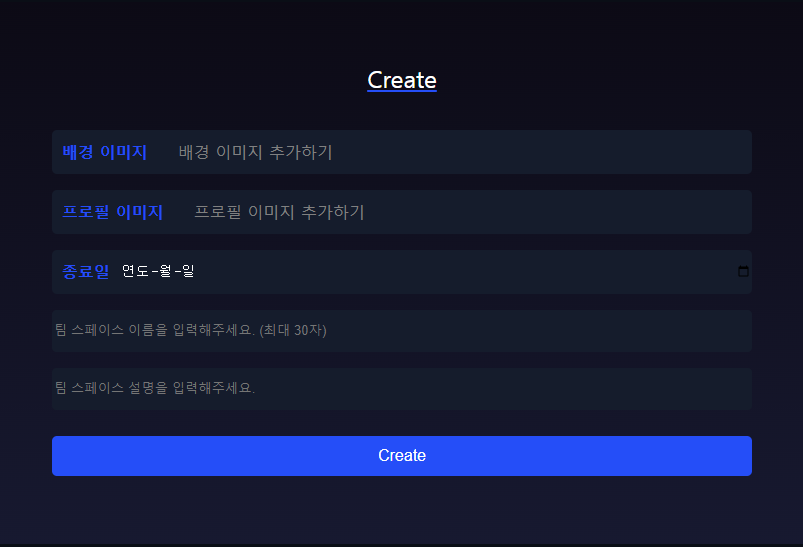 Create
배경 이미지 배경 이미지 추가하기
프로필 이미지 프로필 이미지 추가하기
종료일 연도-월-일
팀 스페이스 이름을 입력해주세요. (최대 30자)
팀 스페이스 설명을 입력해주세요.
Create